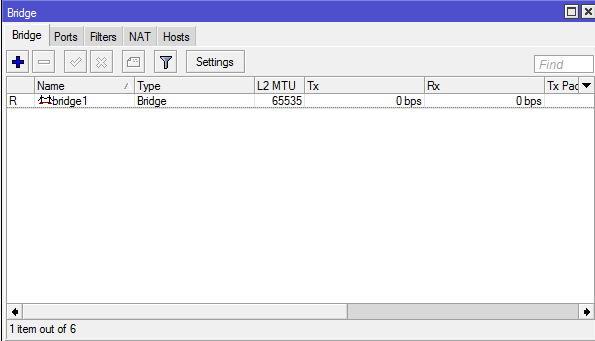 Bridge
Bridge Ports Filters NAT Hosts
Settings Find
Name Type L2 MTU Tx Rx Tx Pac
R bridge1 Bridge 65535 0 bps 0 bps
1 item out of 6